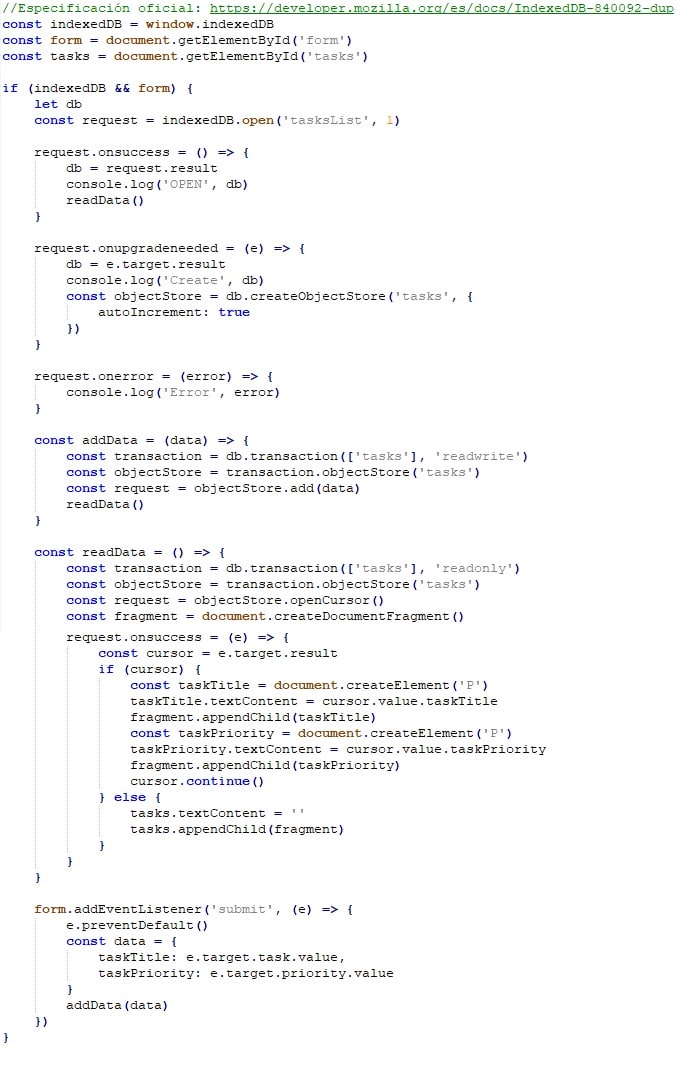 //Especificación oficial: https://developer.mozilla.org/es/docs/IndexedDB-840092-dup
const indexedDB = window.indexedDB
const form = document.getElementById('form')
const tasks = document.getElementById('tasks')
if (indexedDB && form) {
let db
const request = indexedDB.open('tasksList', 1)
request.onsuccess = () => {
db = request.result
console.log('OPEN', db)
readData()
}
request.onupgradeneeded = (e) => {
db = e.target.result
console.log('Create', db)
const objectStore = db.createObjectStore('tasks', {
autoIncrement: true
})
}
request.onerror = (error) => {
console.log('Error', error)
}
const addData = (data) => {
const transaction = db.transaction(['tasks'], 'readwrite')
const objectStore = transaction.objectStore('tasks')
const request = objectStore.add(data)
readData()
}
const readData = () => {
const transaction = db.transaction(['tasks'], 'readonly')
const objectStore = transaction.objectStore('tasks')
const request = objectStore.openCursor()
const fragment = document.createDocumentFragment()
request.onsuccess = (e) => {
const cursor = e.target.result
if (cursor) {
const taskTitle = document.createElement('P')
taskTitle.textContent = cursor.value.taskTitle
fragment.appendChild(taskTitle)
const taskPriority = document.createElement('P')
taskPriority.textContent = cursor.value.taskPriority
fragment.appendChild(taskPriority)
cursor.continue()
} else {
tasks.textContent = ''
tasks.appendChild(fragment)
}
}
}
form.addEventListener('submit', (e) => {
e.preventDefault()
const data = {
taskTitle: e.target.task.value,
taskPriority: e.target.priority.value
}
addData(data)
})
}